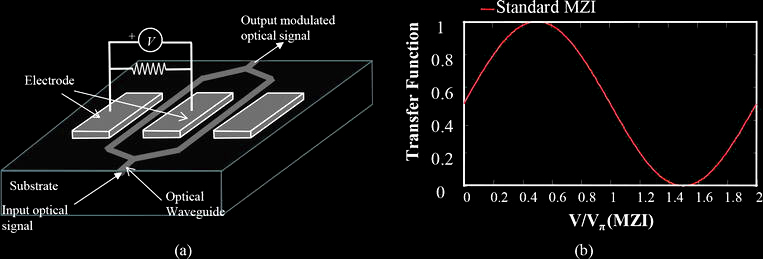 Output modulated
optical signal
+ V
Electrode
Substrate
Input optical
signal
Optical
Waveguide
(a)
Standard MZI
Transfer Function
1
0.8
0.6
0.4
0.2
0
0 0.2 0.4 0.6 0.8 1.0 1.2 1.4 1.6 1.8 2
V/Vπ(MZI)
(b)